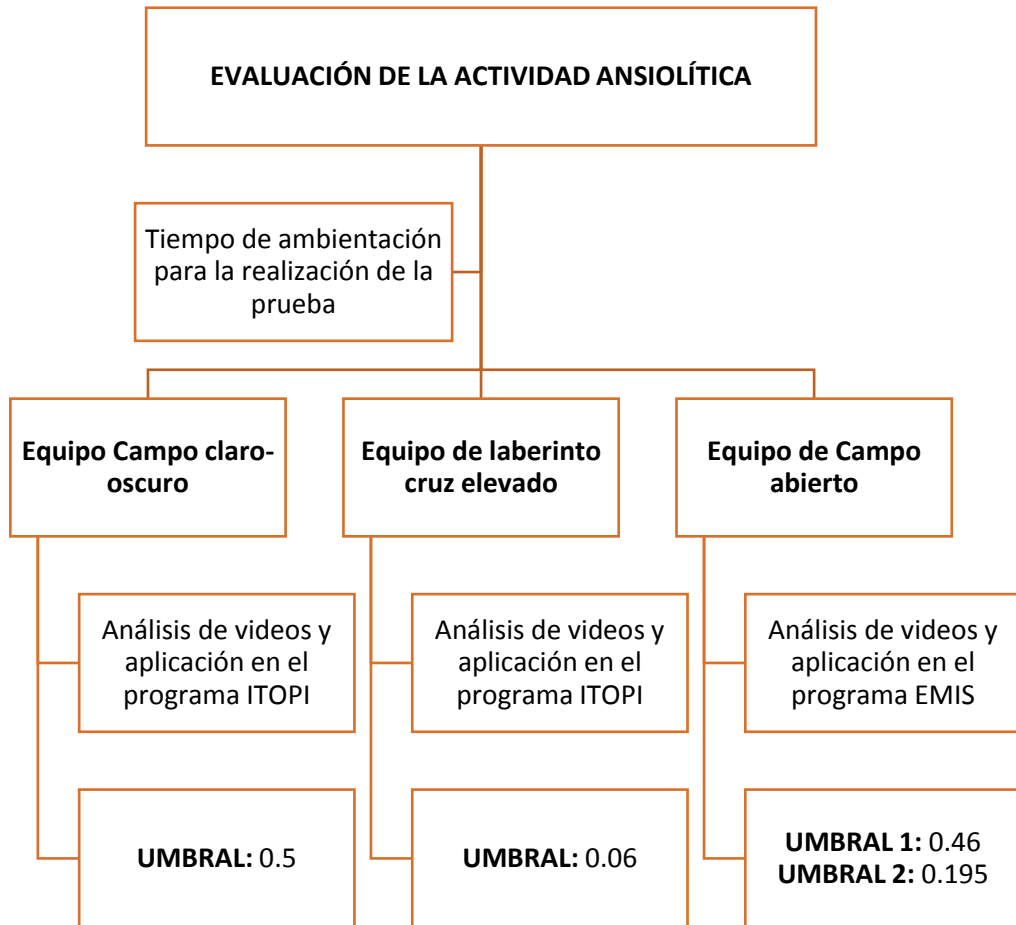 EVALUACIÓN DE LA ACTIVIDAD ANSIOLÍTICA
Tiempo de ambientación
para la realización de la
prueba
Equipo Campo claro-
oscuro
Equipo de laberinto
cruz elevado
Equipo de Campo
abierto
Análisis de videos y
aplicación en el
programa ITOPI
Análisis de videos y
aplicación en el
programa ITOPI
Análisis de videos y
aplicación en el
programa EMIS
UMBRAL: 0.5
UMBRAL: 0.06
UMBRAL 1: 0.46
UMBRAL 2: 0.195